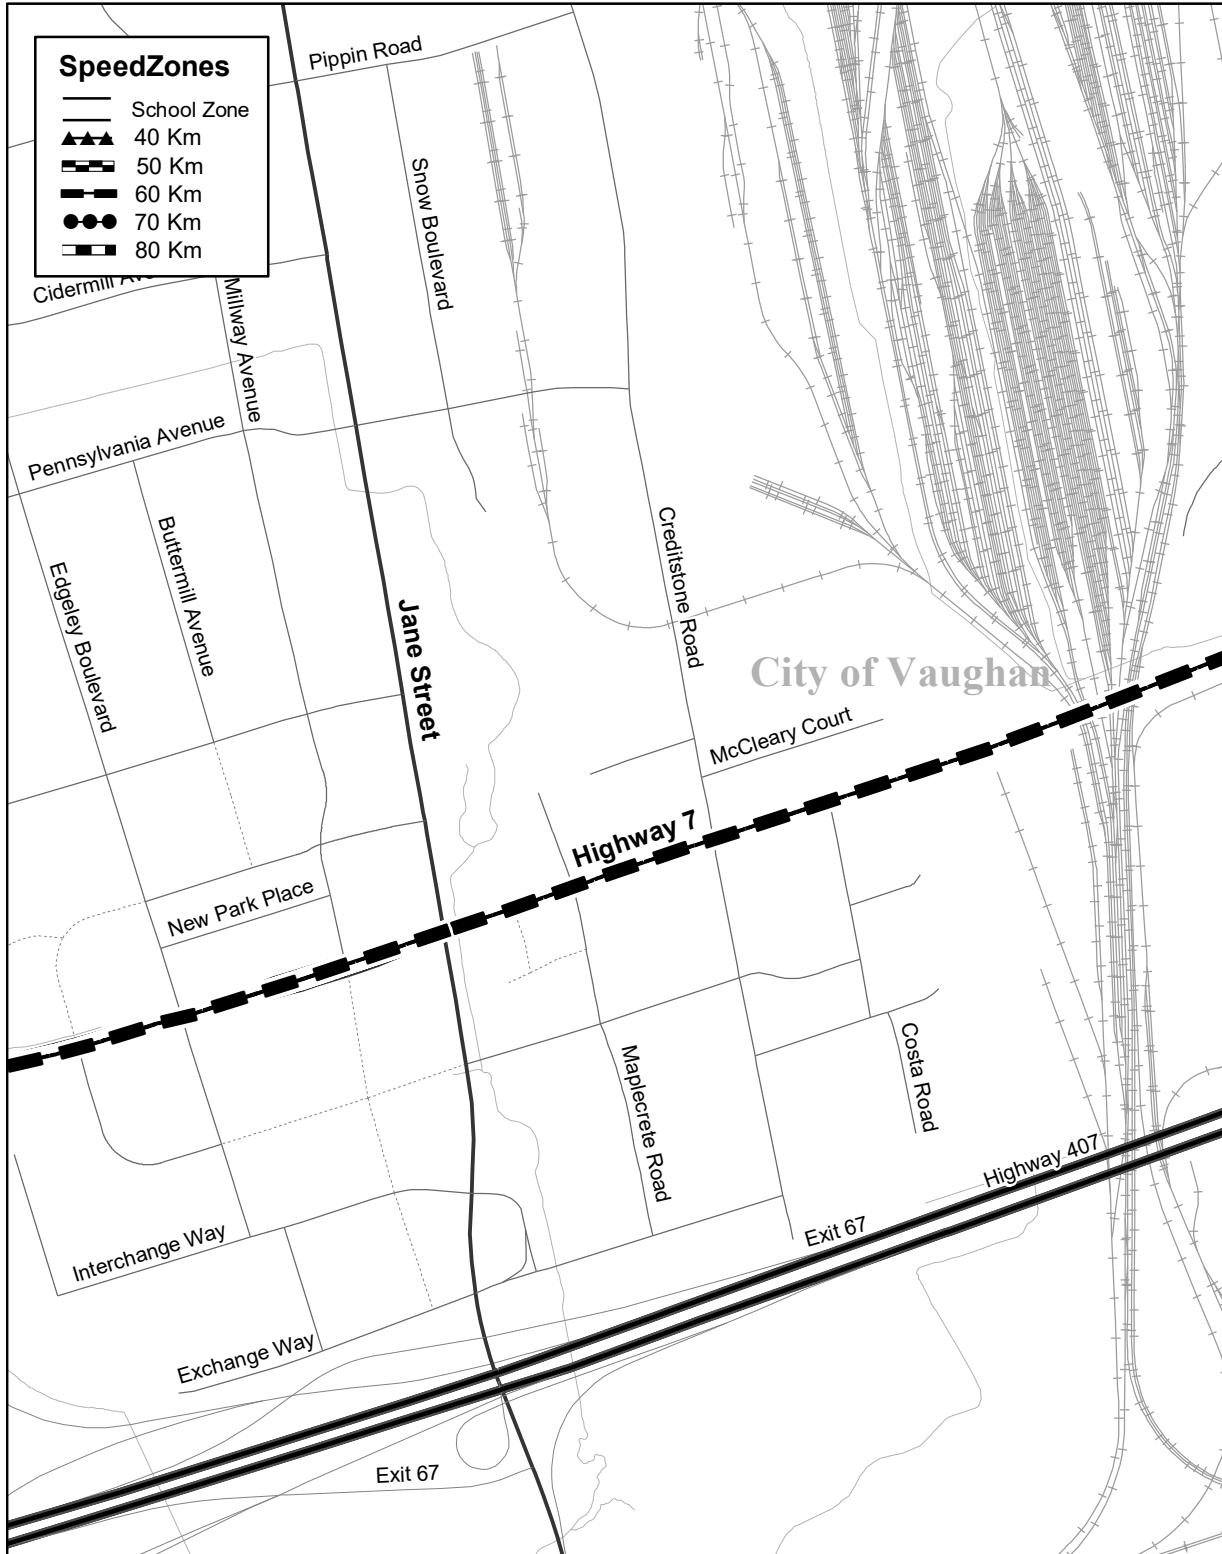 Pippin Road
SpeedZones
School Zone
40 Km
50 Km
60 Km
70 Km
80 Km
Snow Boulevard
Cidermill Ave
Millway Avenue
Pennsylvania Avenue
Buttermill Avenue
Edgeley Boulevard
Creditstone Road
Jane Street
City of Vaughan
McCleary Court
Highway 7
New Park Place
Costa Road
Maplecrete Road
Highway 407
Exit 67
Interchange Way
Exchange Way
Exit 67